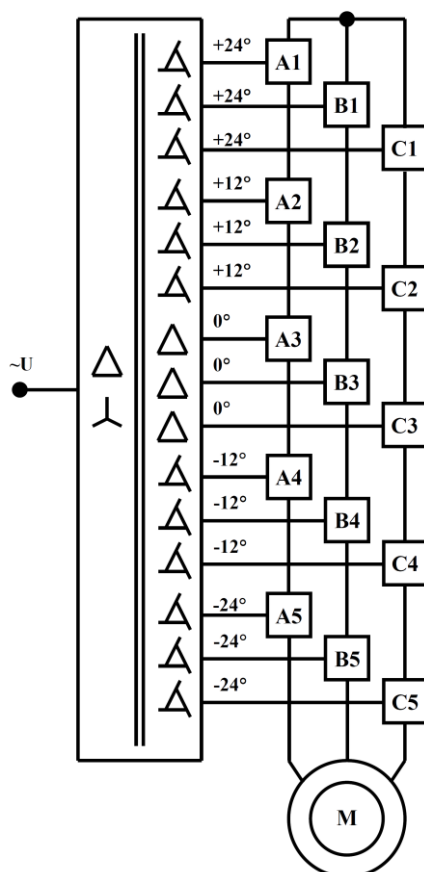 +24° A1
+24° B1
+24° C1
+12° A2
+12° B2
+12° C2
0° A3
~U
0° B3
0° C3
-12° A4
-12° B4
-12° C4
-24° A5
-24° B5
-24° C5
M